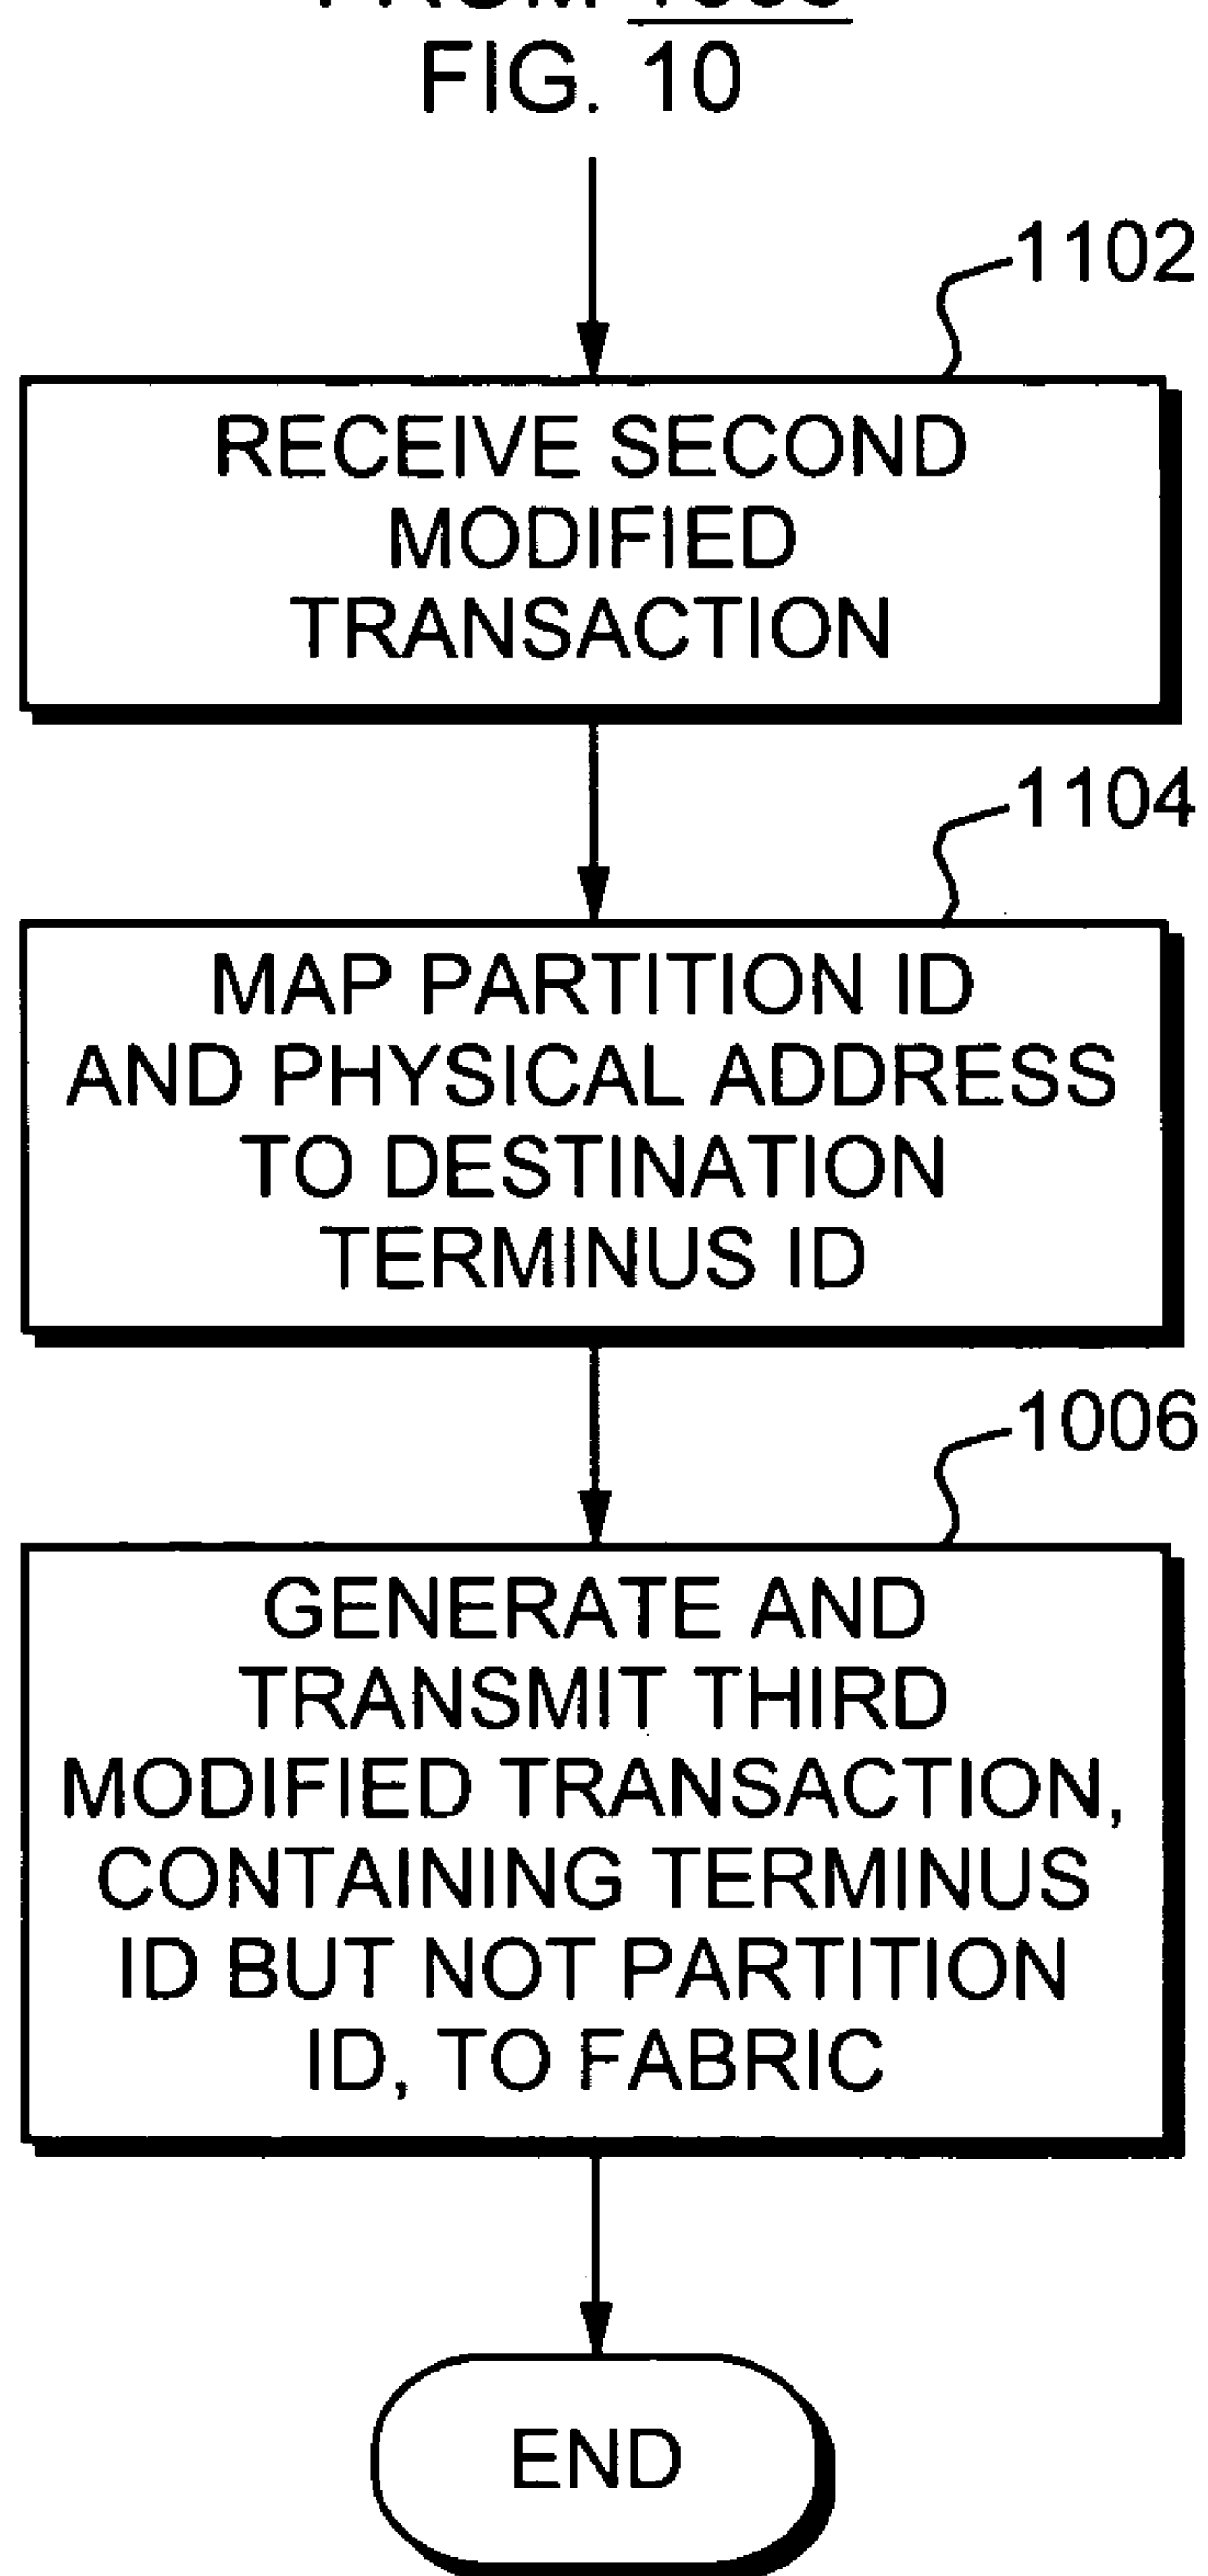 FROM
FIG. 10
1102
RECEIVE SECOND
MODIFIED
TRANSACTION
1104
MAP PARTITION ID
AND PHYSICAL ADDRESS
TO DESTINATION
TERMINUS ID
1006
GENERATE AND
TRANSMIT THIRD
MODIFIED TRANSACTION,
CONTAINING TERMINUS
ID BUT NOT PARTITION
ID, TO FABRIC
END